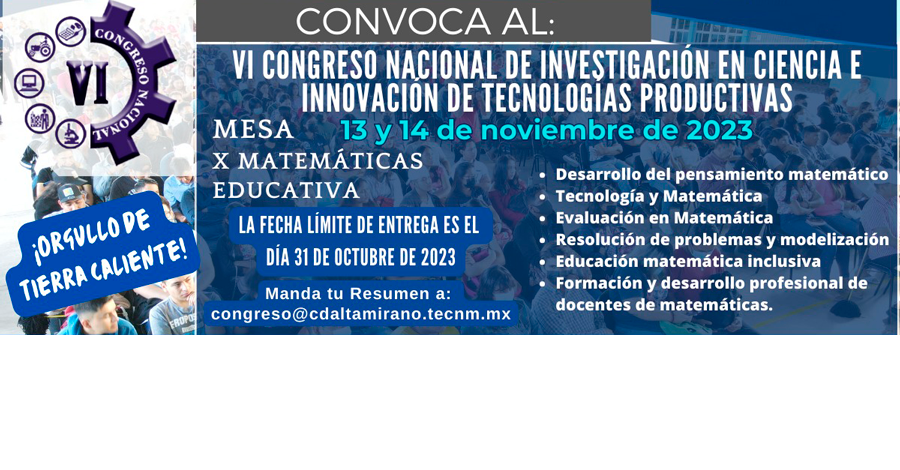 CONVOCA AL:
CONGRESO NACIONAL
VI
VI CONGRESO NACIONAL DE INVESTIGACIÓN EN CIENCIA E
INNOVACIÓN DE TECNOLOGÍAS PRODUCTIVAS
13 y 14 de noviembre de 2023
MESA
X MATEMÁTICAS
EDUCATIVA
LA FECHA LÍMITE DE ENTREGA ES EL
DÍA 31 DE OCTUBRE DE 2023
Manda tu Resumen a:
congreso@cdaltamirano.tecnm.mx
• Desarrollo del pensamiento matemático
• Tecnología y Matemática
• Evaluación en Matemática
• Resolución de problemas y modelización
• Educación matemática inclusiva
• Formación y desarrollo profesional de
docentes de matemáticas.
¡ORGULLO DE
TIERRA CALIENTE!